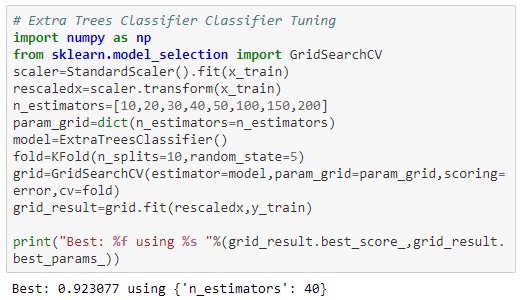 # Extra Trees Classifier Classifier Tuning
import numpy as np
from sklearn.model_selection import GridSearchCV
scaler=StandardScaler().fit(x_train)
rescaledx=scaler.transform(x_train)
n_estimators=[10,20,30,40,50,100,150,200]
param_grid=dict(n_estimators=n_estimators)
model=ExtraTreesClassifier()
fold=KFold(n_splits=10,random_state=5)
grid=GridSearchCV(estimator=model,param_grid=param_grid,scoring=
error,cv=fold)
grid_result=grid.fit(rescaledx,y_train)
print("Best: %f using %s "%(grid_result.best_score_,grid_result.
best_params_))
Best: 0.923077 using {'n_estimators': 40}